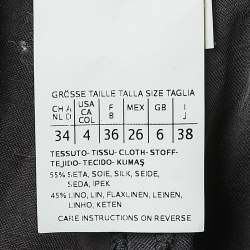 GRÖSSE TAILLE TALLA SIZE TAGLIA
CH A NL D USA CA COL F B MEX GB I J
34 4 36 26 6 38
TESSUTO-TISSU-CLOTH-STOFF-
TEJIDO-TECIDO-KUMAŞ
55% SETA, SOIE, SILK, SEIDE,
SEDA, IPEK
45% LINO, LIN, FLAXLINEN, LEINEN,
LINHO, KETEN
CARE INSTRUCTIONS ON REVERSE